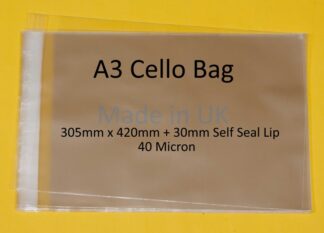 A3 Cello Bag
Made in UK
305mm x 420mm + 30mm Self Seal Lip
40 Micron